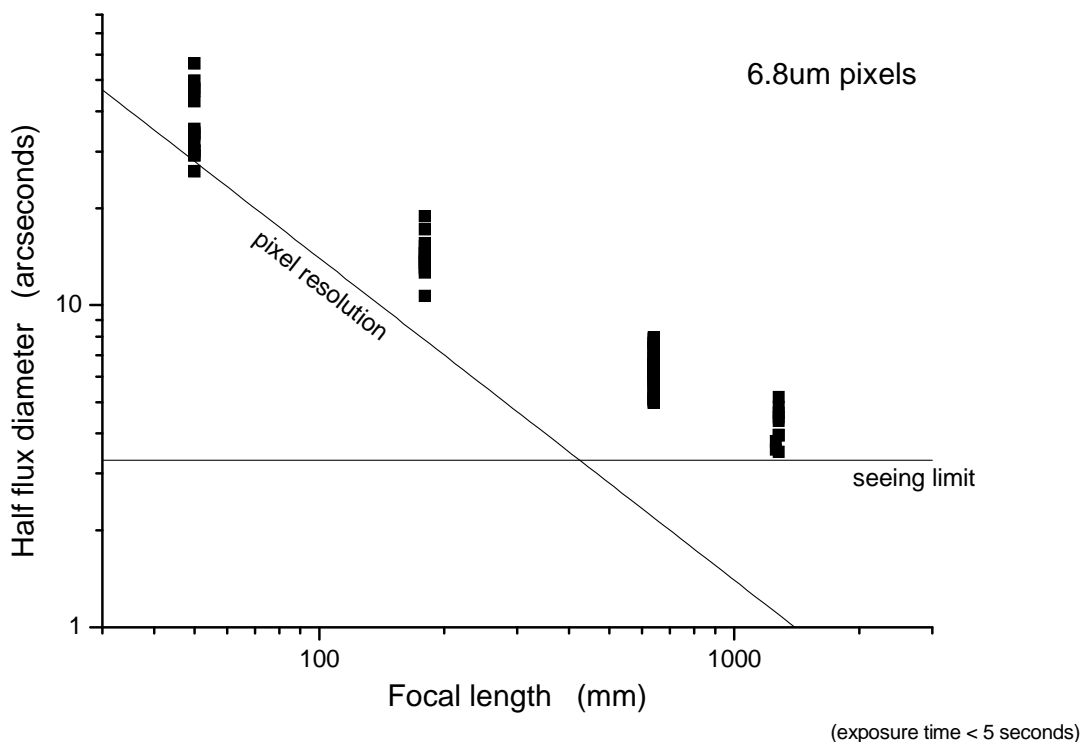 6.8um pixels
Half flux diameter (arcseconds)
10
1
pixel resolution
seeing limit
100
1000
Focal length (mm)
(exposure time < 5 seconds)